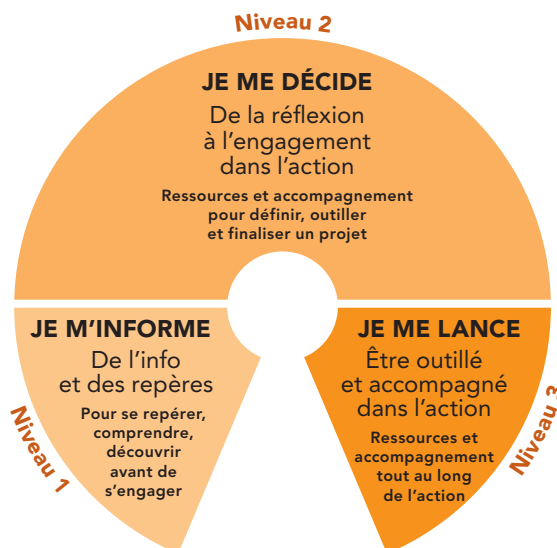 Niveau 2
JE ME DÉCIDE
De la réflexion
à l'engagement
dans l'action
Ressources et accompagnement
pour définir, outiller
et finaliser un projet
JE M'INFORME
De l'info
et des repères
Pour se repérer,
comprendre,
découvrir
avant de
s'engager
Niveau 1
JE ME LANCE
Être outillé
et accompagné
dans l'action
Ressources et
accompagnement
tout au long
de l'action
Niveau 3